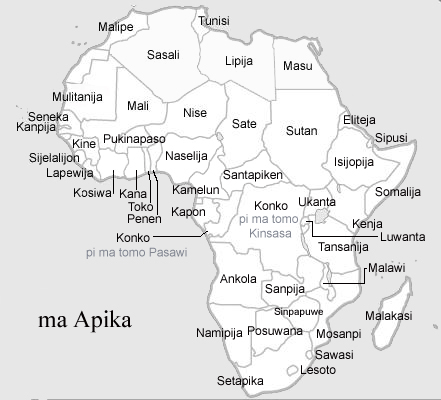 Tunisi
Malipe
Sasali
Lipija
Masu
Mulitanija
Mali
Nise
Sate
Sutan
Eliteja
Sipusi
Seneka
Kanpija
Kine
Pukinapaso
Naselija
Isijopija
Sijelalijon
Lapewija
Santapiken
Somalija
Kosiwa
Kana
Toko
Penen
Kamelun
Kapon
Konko
pi ma tomo
Kinsasa
Ukanta
Kenja
Konko
pi ma tomo Pasawi
Luwanta
Tansanija
Malawi
Ankola
Sanpija
Sinpapuwe
Malakasi
ma Apika
Namipija
Posuwana
Mosanpi
Sawasi
Lesoto
Setapika